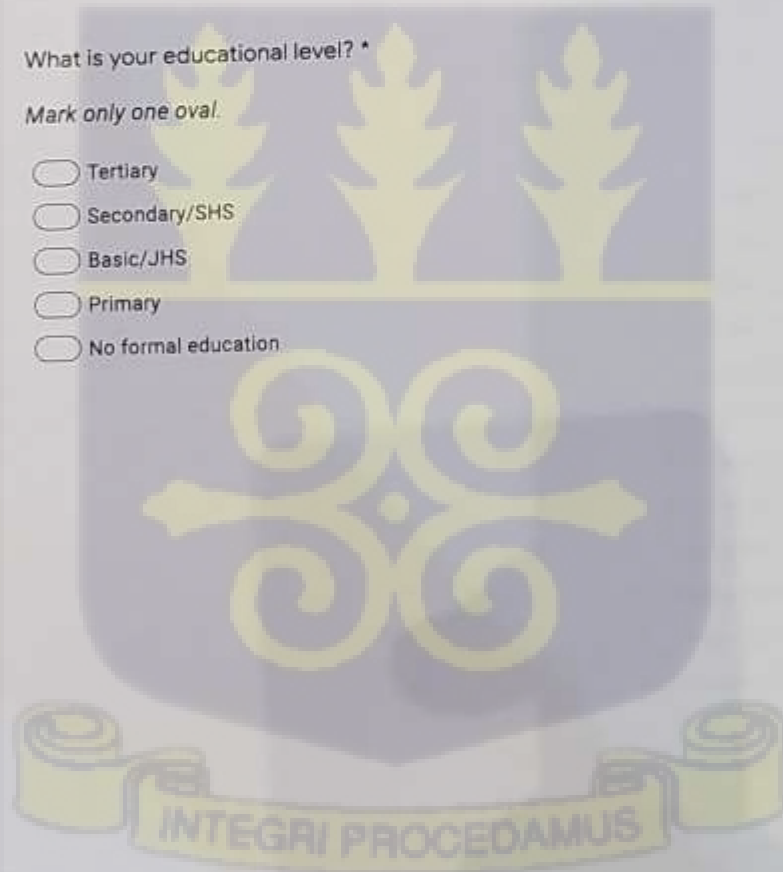 What is your educational level? *
Mark only one oval.
Tertiary
Secondary/SHS
Basic/JHS
Primary
No formal education
INTEGRI PROCEDAMUS